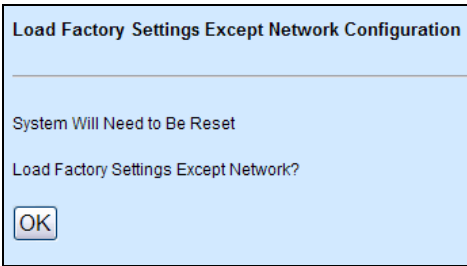 Load Factory Settings Except Network Configuration
System Will Need to Be Reset
Load Factory Settings Except Network?
OK